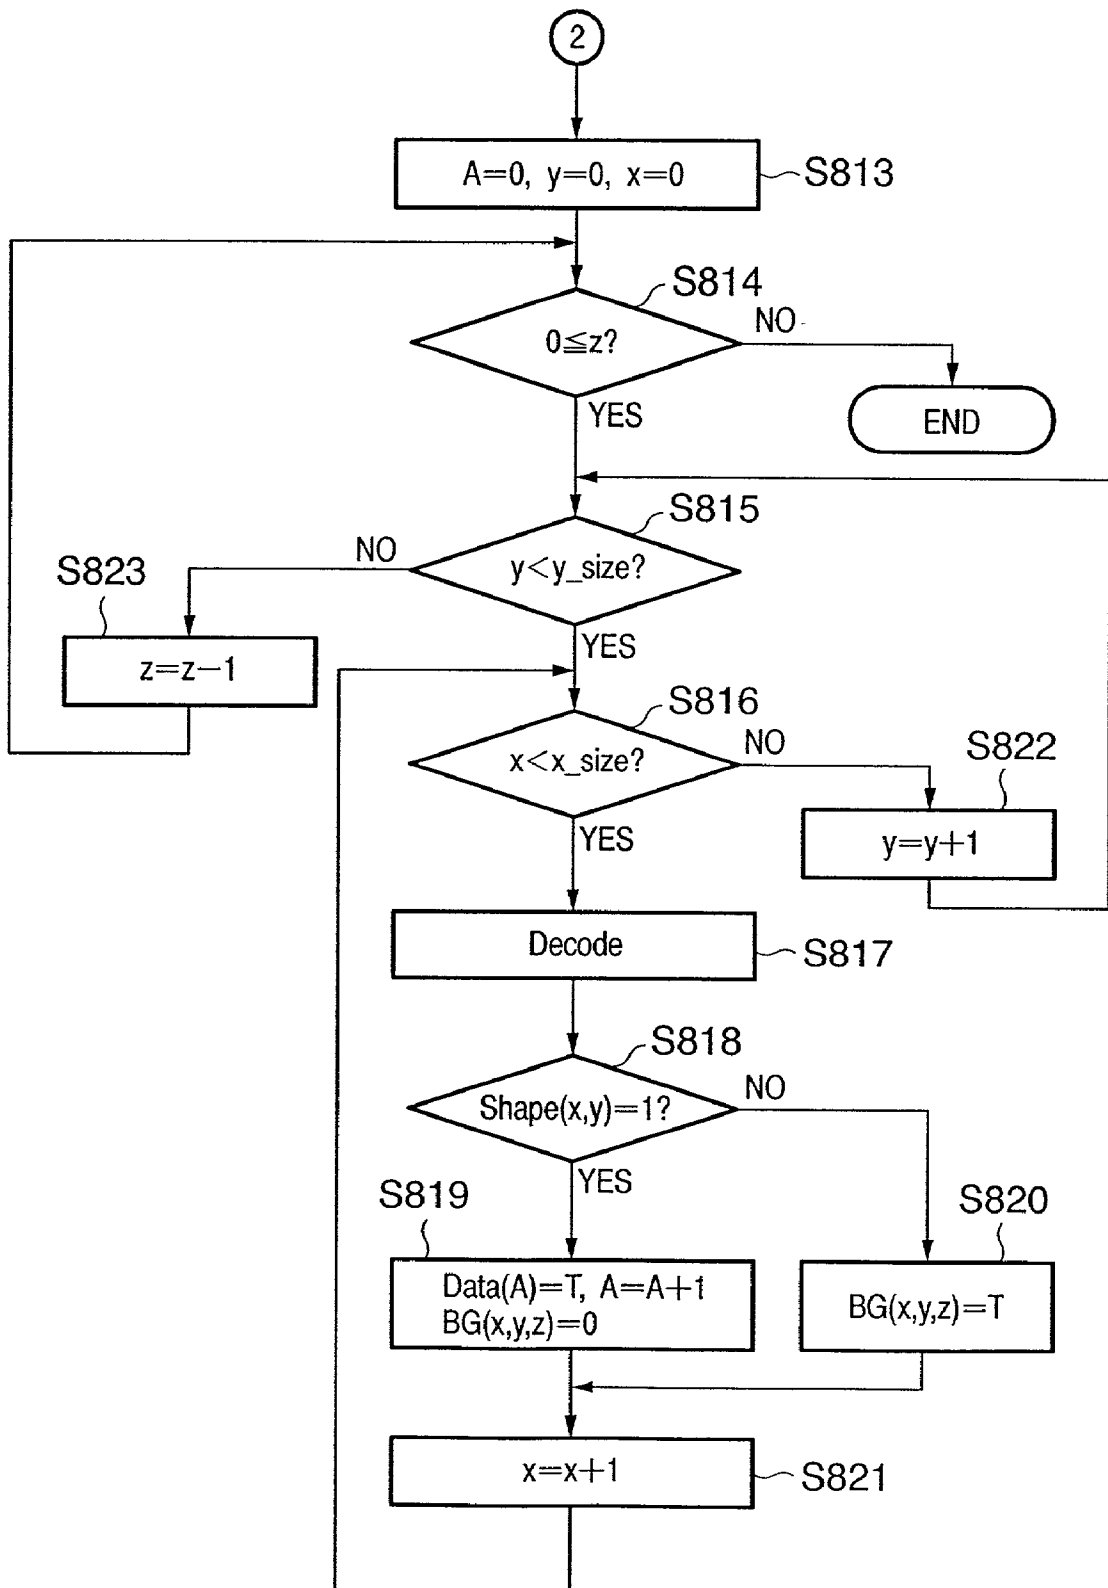 2
A=0, y=0, x=0
S813
S814
0≦z?
NO
END
YES
S815
y<y_size?
NO
S823
z=z−1
YES
S816
x<x_size?
NO
S822
y=y+1
YES
Decode
S817
S818
Shape(x,y)=1?
NO
YES
S819
Data(A)=T, A=A+1
BG(x,y,z)=0
S820
BG(x,y,z)=T
x=x+1
S821